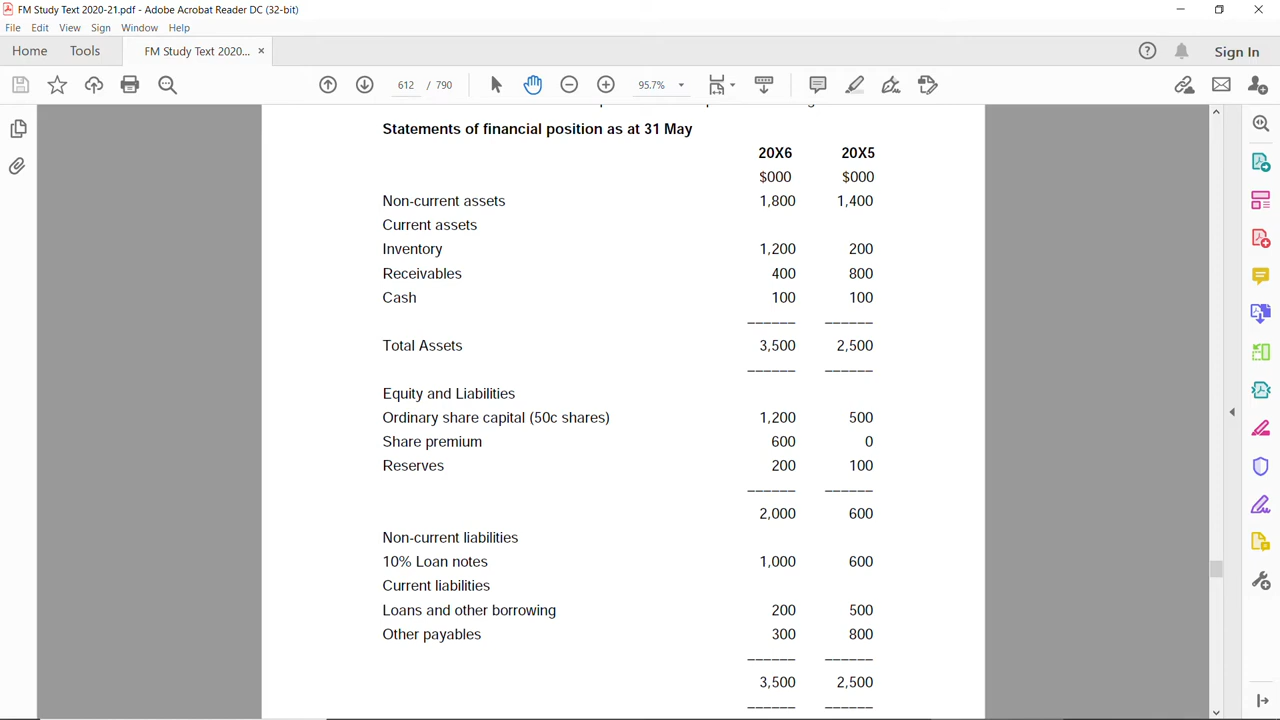 FM Study Text 2020-21.pdf - Adobe Acrobat Reader DC (32-bit)
File Edit View Sign Window Help
Home Tools FM Study Text 2020... × Sign In
612 / 790 95.7%
Statements of financial position as at 31 May
20X6 20X5
$000 $000
Non-current assets 1,800 1,400
Current assets
Inventory 1,200 200
Receivables 400 800
Cash 100 100
Total Assets 3,500 2,500
Equity and Liabilities
Ordinary share capital (50c shares) 1,200 500
Share premium 600 0
Reserves 200 100
2,000 600
Non-current liabilities
10% Loan notes 1,000 600
Current liabilities
Loans and other borrowing 200 500
Other payables 300 800
3,500 2,500